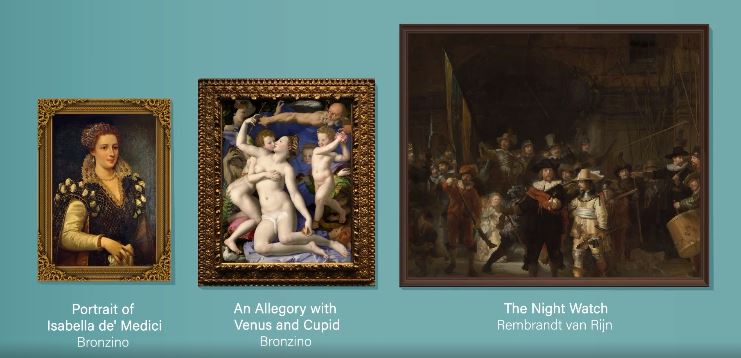 Portrait of
Isabella de' Medici
Bronzino
An Allegory with
Venus and Cupid
Bronzino
The Night Watch
Rembrandt van Rijn